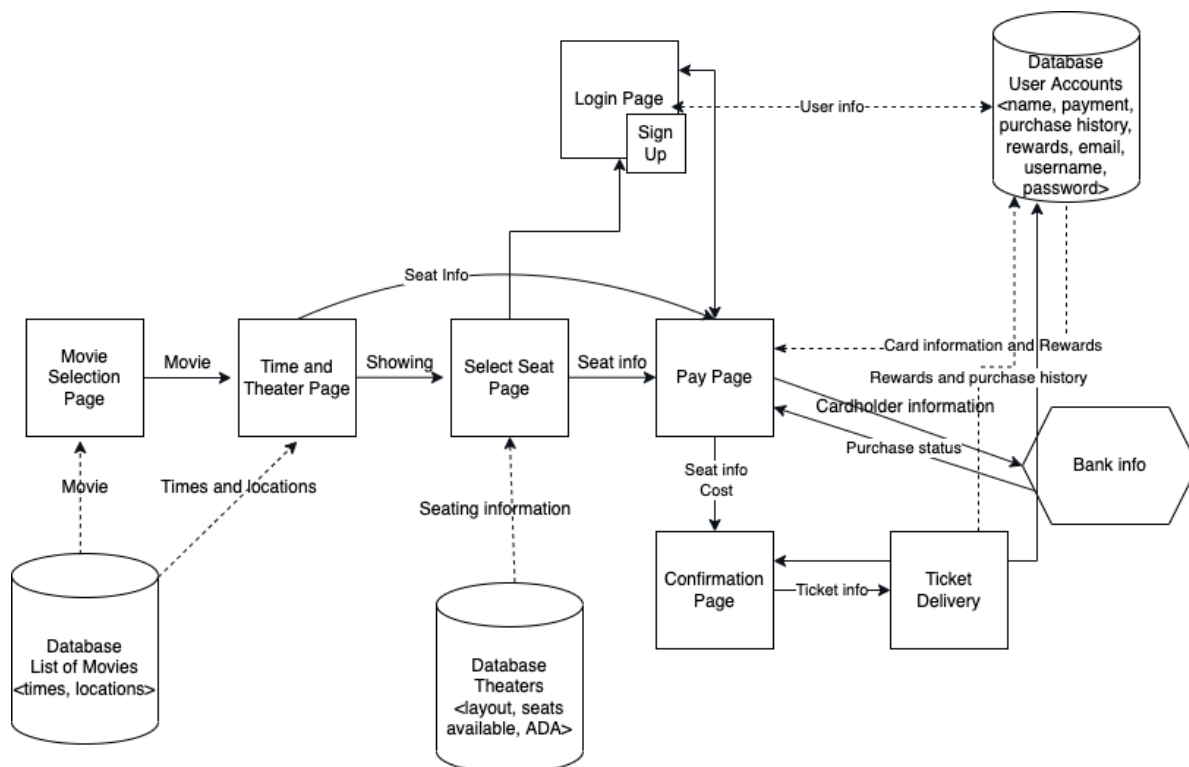 Database
User Accounts
<name, payment,
purchase history,
rewards, email,
username,
password>
Login Page
Sign
Up
User info
Seat Info
Movie
Selection
Page
Movie
Time and
Theater Page
Showing
Select Seat
Page
Seat info
Pay Page
Card information and Rewards
Rewards and purchase history
Cardholder information
Purchase status
Bank info
Movie
Times and locations
Seating information
Seat info
Cost
Confirmation
Page
Ticket info
Ticket
Delivery
Database
List of Movies
<times, locations>
Database
Theaters
<layout, seats
available, ADA>